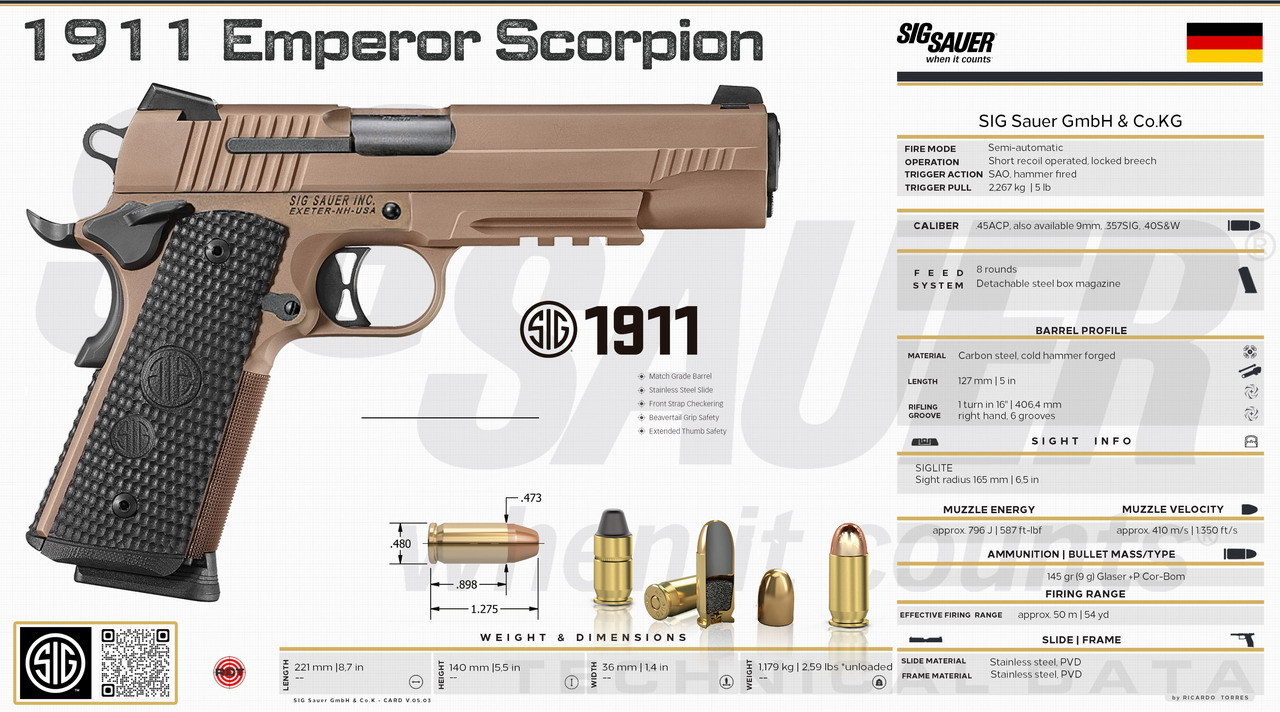 1911 Emperor Scorpion
SIG SAUER
when it counts
SIG SAUER INC.
EXETER-NH-USA
SIG
SIG
SIG 1911
Match Grade Barrel
Stainless Steel Slide
Front Strap Checkering
Beavertail Grip Safety
Extended Thumb Safety
.473
.480
.898
1.275
SIG Sauer GmbH & Co.KG
FIRE MODE Semi-automatic
OPERATION Short recoil operated, locked breech
TRIGGER ACTION SAO, hammer fired
TRIGGER PULL 2,267 kg | 5 lb
CALIBER 45ACP, also available 9mm, .357SIG, 40S&W
FEED SYSTEM 8 rounds
Detachable steel box magazine
BARREL PROFILE
MATERIAL Carbon steel, cold hammer forged
LENGTH 127 mm | 5 in
RIFLING GROOVE 1 turn in 16" | 406,4 mm
right hand, 6 grooves
SIGHT INFO
SIGLITE
Sight radius 165 mm | 6,5 in
MUZZLE ENERGY MUZZLE VELOCITY
approx. 796 J | 587 ft-lbf approx. 410 m/s | 1350 ft/s
AMMUNITION | BULLET MASS/TYPE
145 gr (9 g) Glaser +P Cor-Bom
FIRING RANGE
EFFECTIVE FIRING RANGE approx. 50 m | 54 yd
SLIDE | FRAME
SLIDE MATERIAL Stainless steel, PVD
FRAME MATERIAL Stainless steel, PVD
WEIGHT & DIMENSIONS
LENGTH 221 mm |8,7 in
--
HEIGHT 140 mm |5,5 in
--
WIDTH 36 mm | 1,4 in
--
WEIGHT 1,179 kg | 2,59 lbs *unloaded
--
SIG
SIG Sauer GmbH & Co.K - CARD V.05.03
by RICARDO TORRES
SIG SAUER ®
when it counts ®
TECHNICAL DATA